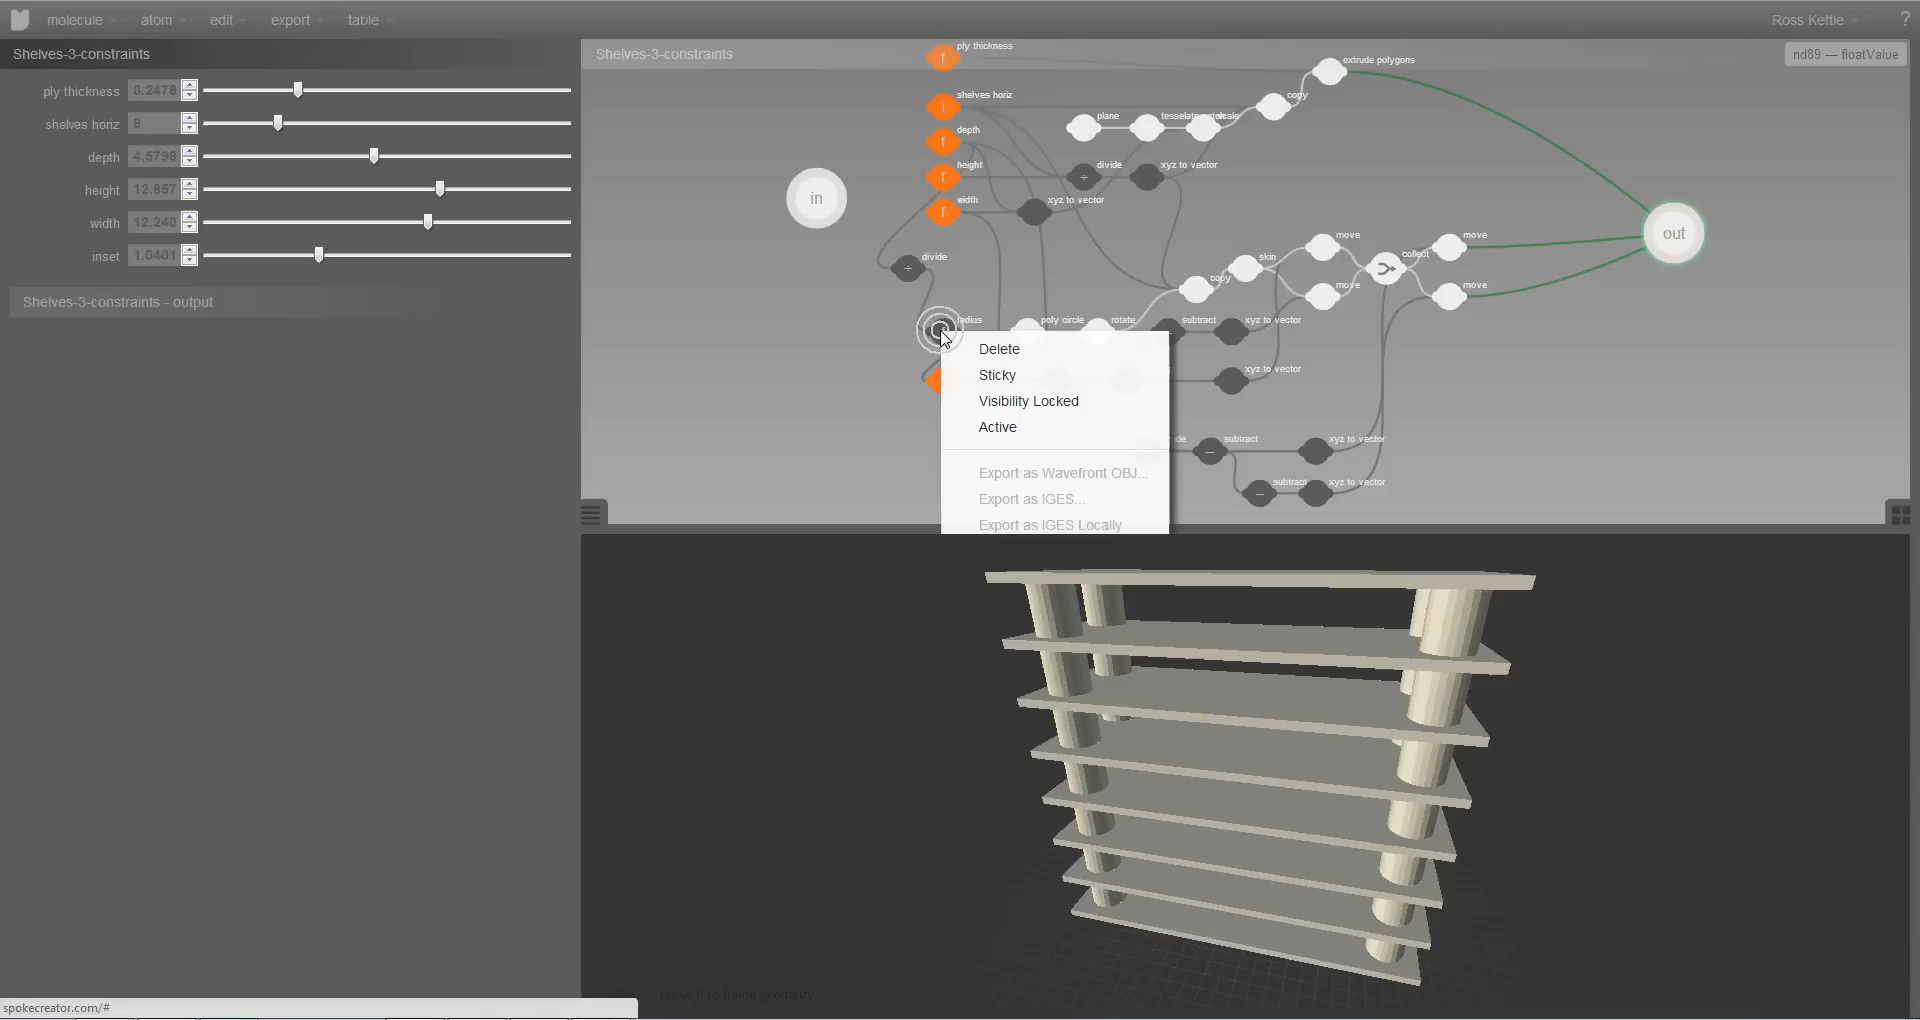 molecule
atom
edit
export
table
Ross Kettle
?
Shelves-3-constraints
ply thickness 0.2478
shelves horiz 8
depth 4.5798
height 12.857
width 12.240
inset 1.0401
Shelves-3-constraints - output
Shelves-3-constraints
nd89 — floatValue
ply thickness
f
extrude polygons
shelves horiz
i
copy
plane
depth
f
height
f
divide
÷
xyz to vector
width
f
xyz to vector
in
out
move
move
collect
skin
divide
÷
copy
move
move
radius
poly circle
rotate
subtract
xyz to vector
xyz to vector
subtract
–
xyz to vector
subtract
–
xyz to vector
Delete
Sticky
Visibility Locked
Active
Export as Wavefront OBJ...
Export as IGES...
Export as IGES Locally
press F to frame geometry
spokecreator.com/#